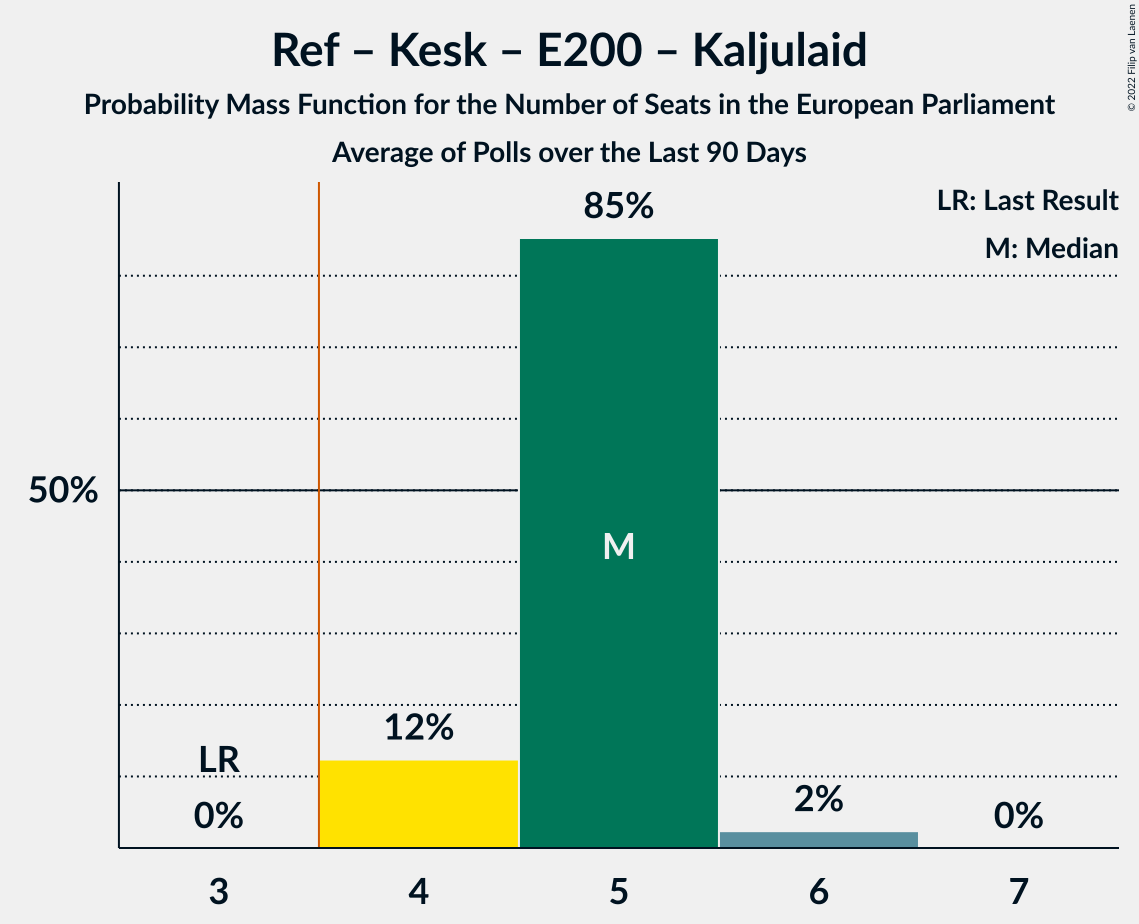 Ref – Kesk – E200 – Kaljulaid
Probability Mass Function for the Number of Seats in the European Parliament
Average of Polls over the Last 90 Days
© 2022 Filip van Laenen
LR: Last Result
M: Median
85%
50%
M
12%
LR
0%
2%
0%
3 4 5 6 7